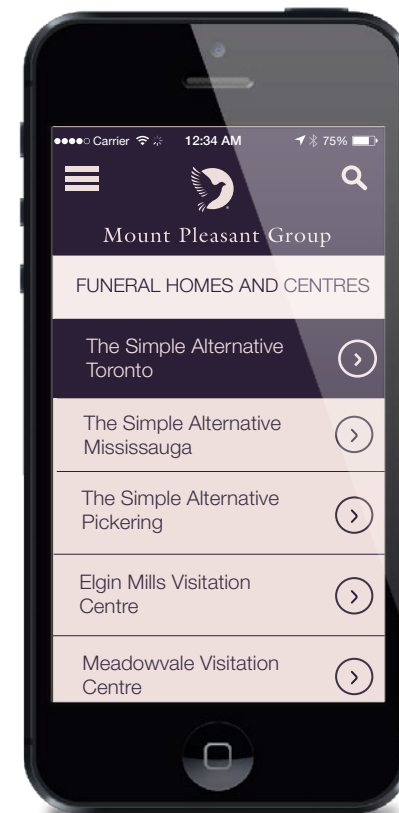 ●●●●○ Carrier 12:34 AM 75%
Mount Pleasant Group
FUNERAL HOMES AND CENTRES
The Simple Alternative
Toronto
The Simple Alternative
Mississauga
The Simple Alternative
Pickering
Elgin Mills Visitation
Centre
Meadowvale Visitation
Centre